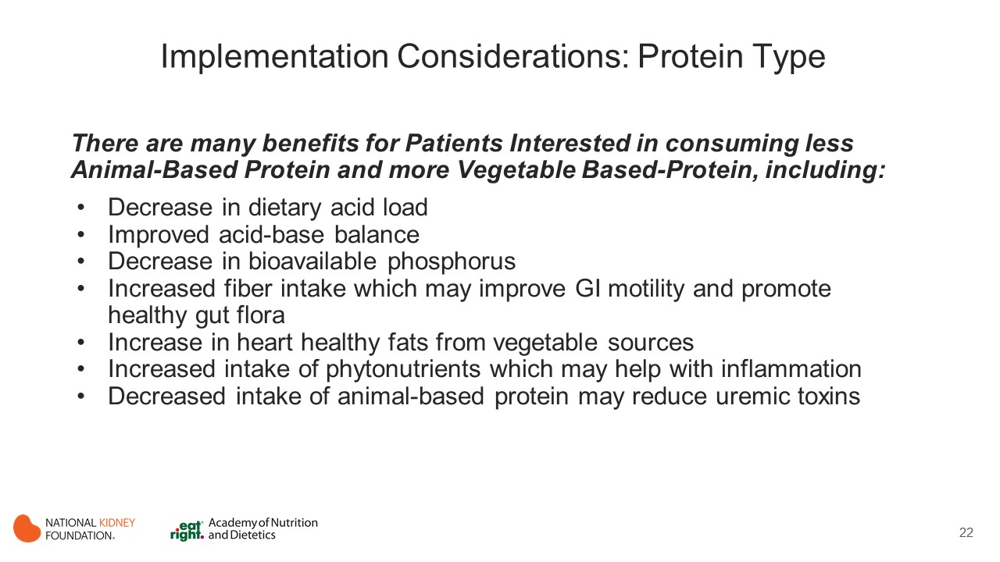 Implementation Considerations: Protein Type
There are many benefits for Patients Interested in consuming less
Animal-Based Protein and more Vegetable Based-Protein, including:
• Decrease in dietary acid load
• Improved acid-base balance
• Decrease in bioavailable phosphorus
• Increased fiber intake which may improve GI motility and promote
healthy gut flora
• Increase in heart healthy fats from vegetable sources
• Increased intake of phytonutrients which may help with inflammation
• Decreased intake of animal-based protein may reduce uremic toxins
NATIONAL KIDNEY
FOUNDATION®
eat
right.
Academy of Nutrition
and Dietetics
22